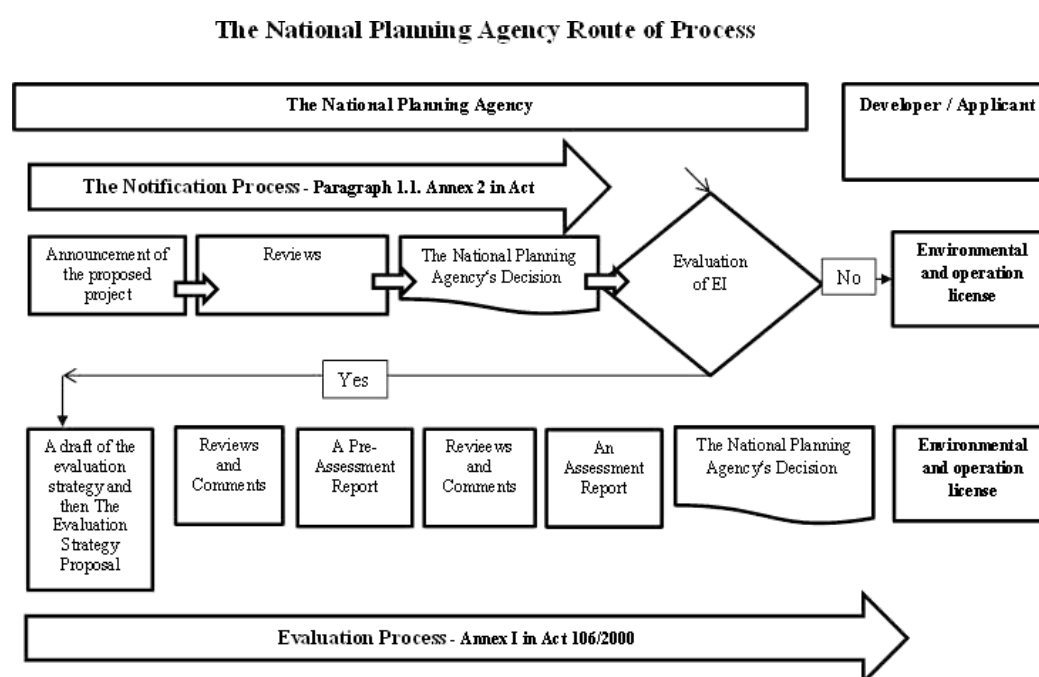 The National Planning Agency Route of Process
The National Planning Agency
Developer / Applicant
The Notification Process - Paragraph 1.1. Annex 2 in Act
Announcement of
the proposed
project
Reviews
The National Planning
Agency's Decision
Evaluation
of EI
No
Environmental
and operation
license
Yes
A draft of the
evaluation
strategy and
then The
Evaluation
Strategy
Proposal
Reviews
and
Comments
A Pre-
Assessment
Report
Reviews
and
Comments
An
Assessment
Report
The National Planning
Agency's Decision
Environmental
and operation
license
Evaluation Process - Annex I in Act 106/2000